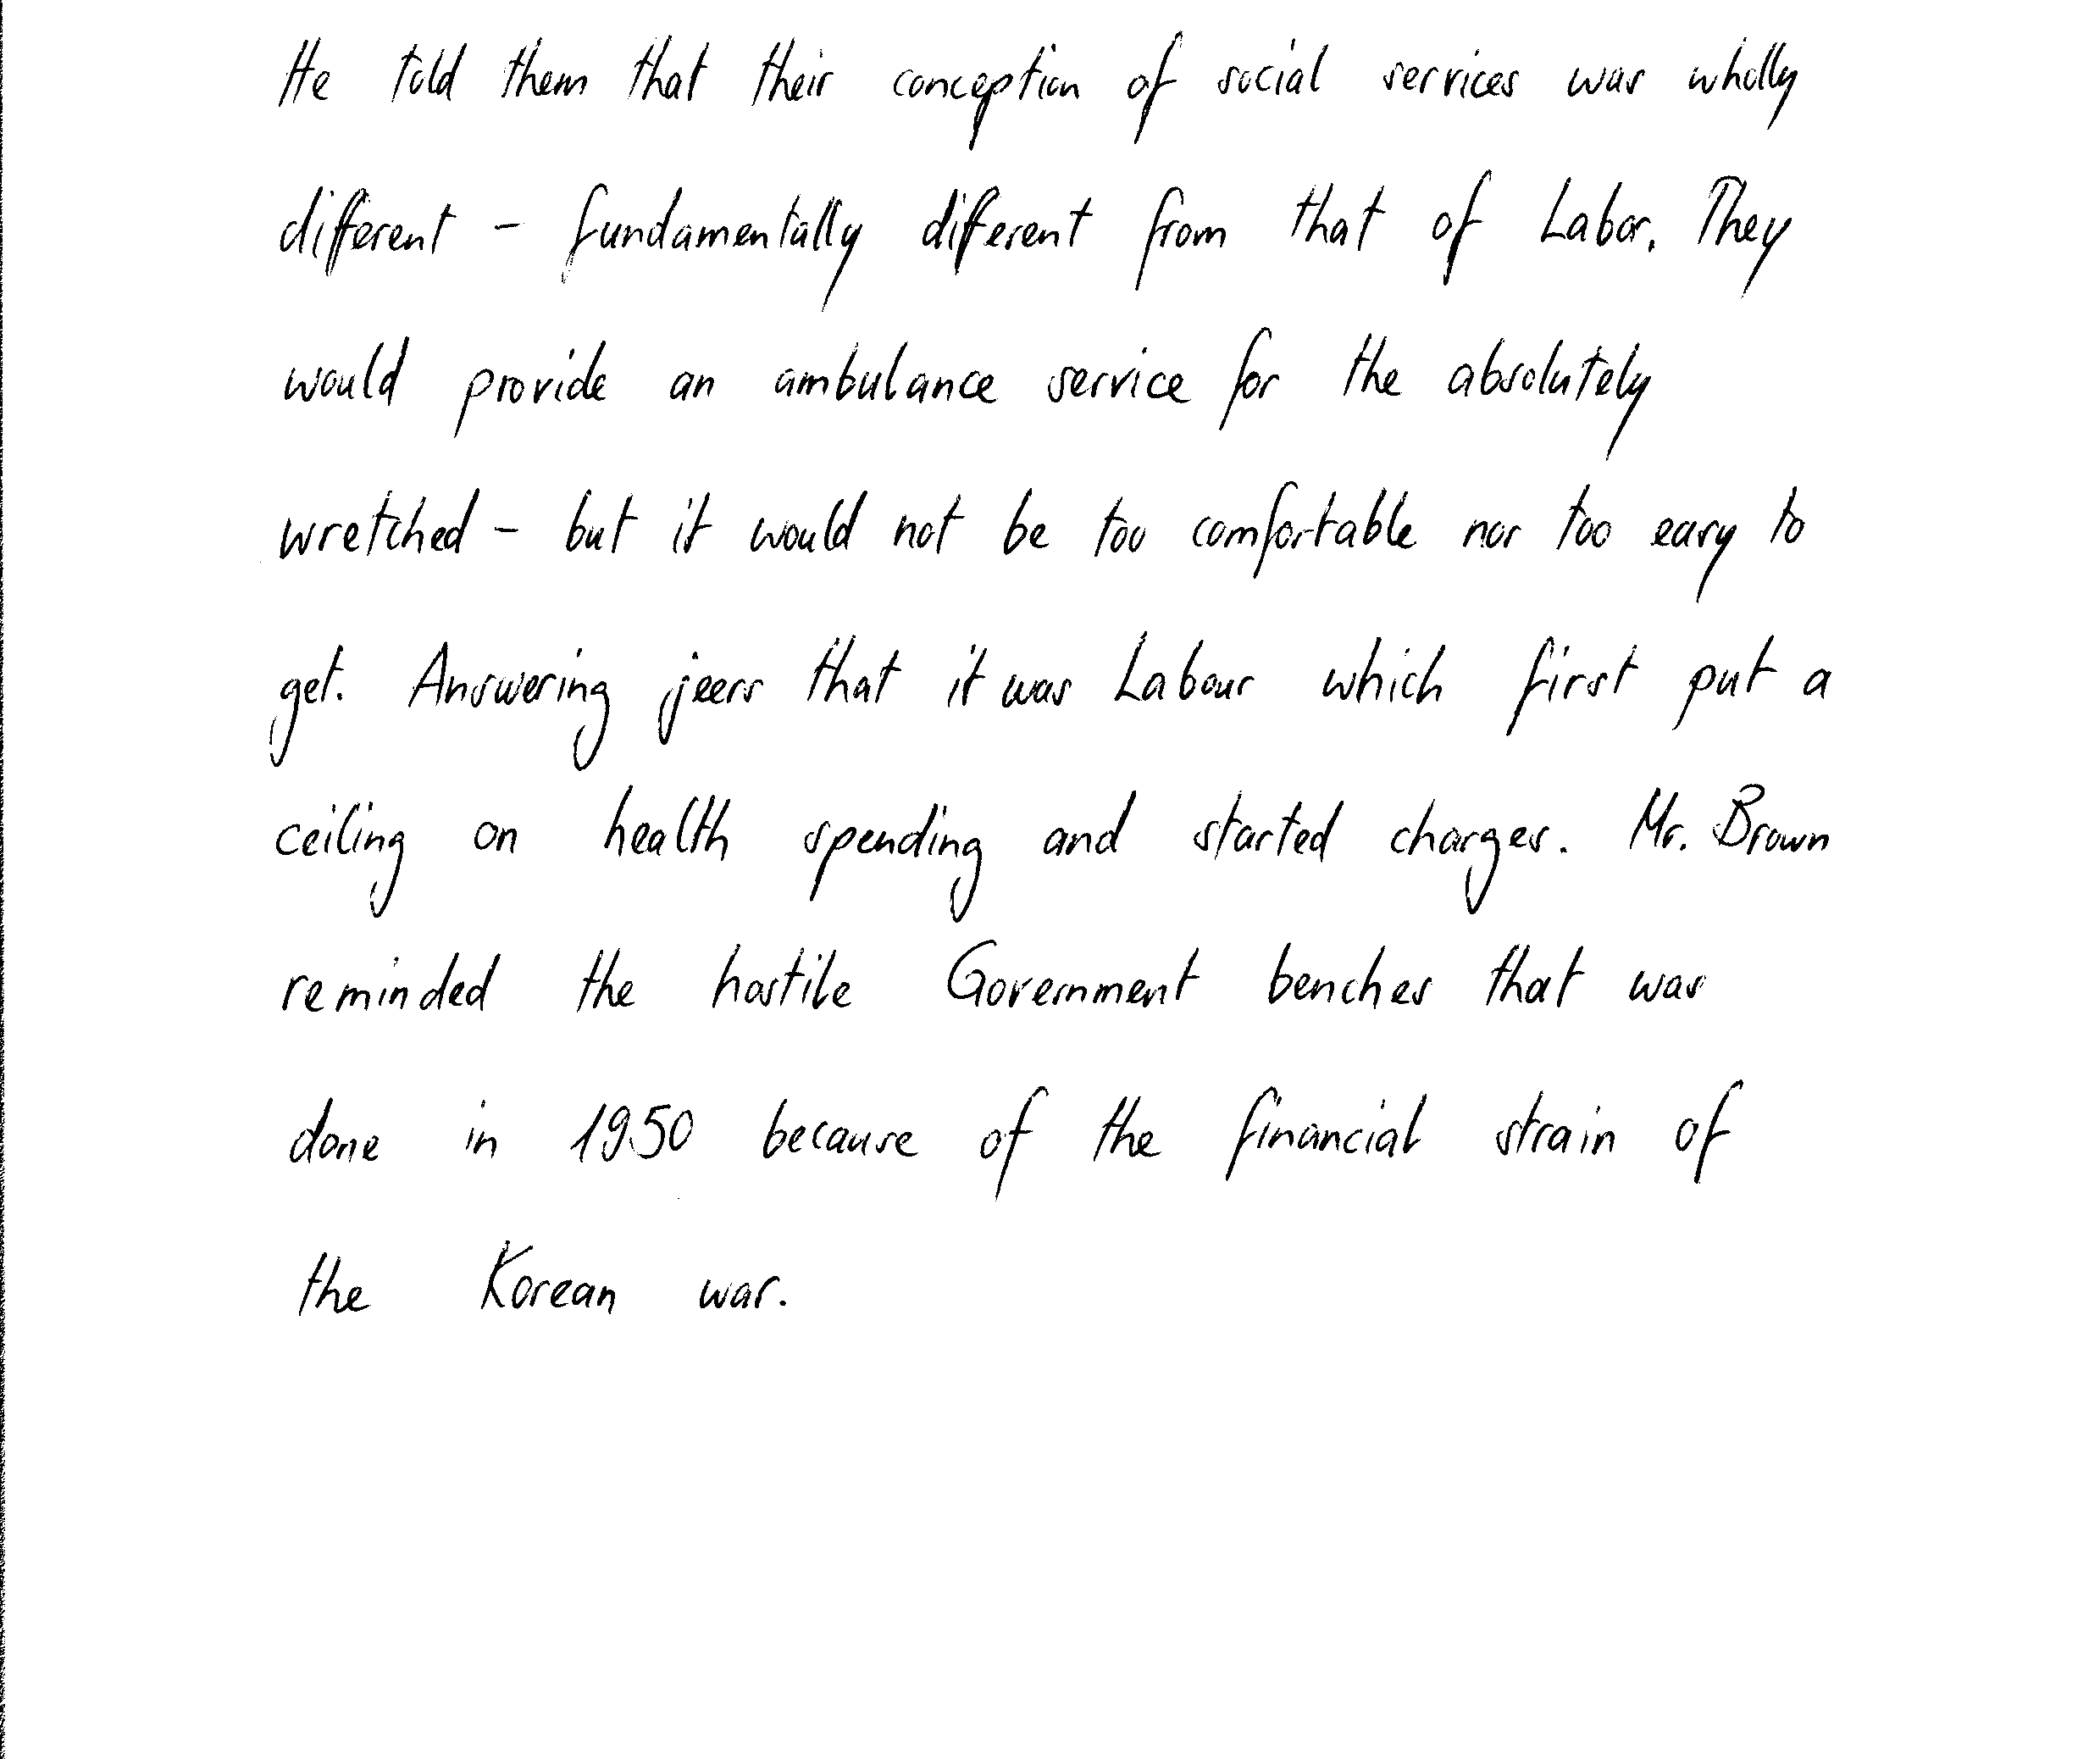 He told them that their conception of social services was wholly
different - fundamentally different from that of Labor. They
would provide an ambulance service for the absolutely
wretched - but it would not be too comfortable nor too easy to
get. Answering jeers that it was Labour which first put a
ceiling on health spending and started charges. Mr. Brown
reminded the hostile Government benches that was
done in 1950 because of the financial strain of
the Korean war.